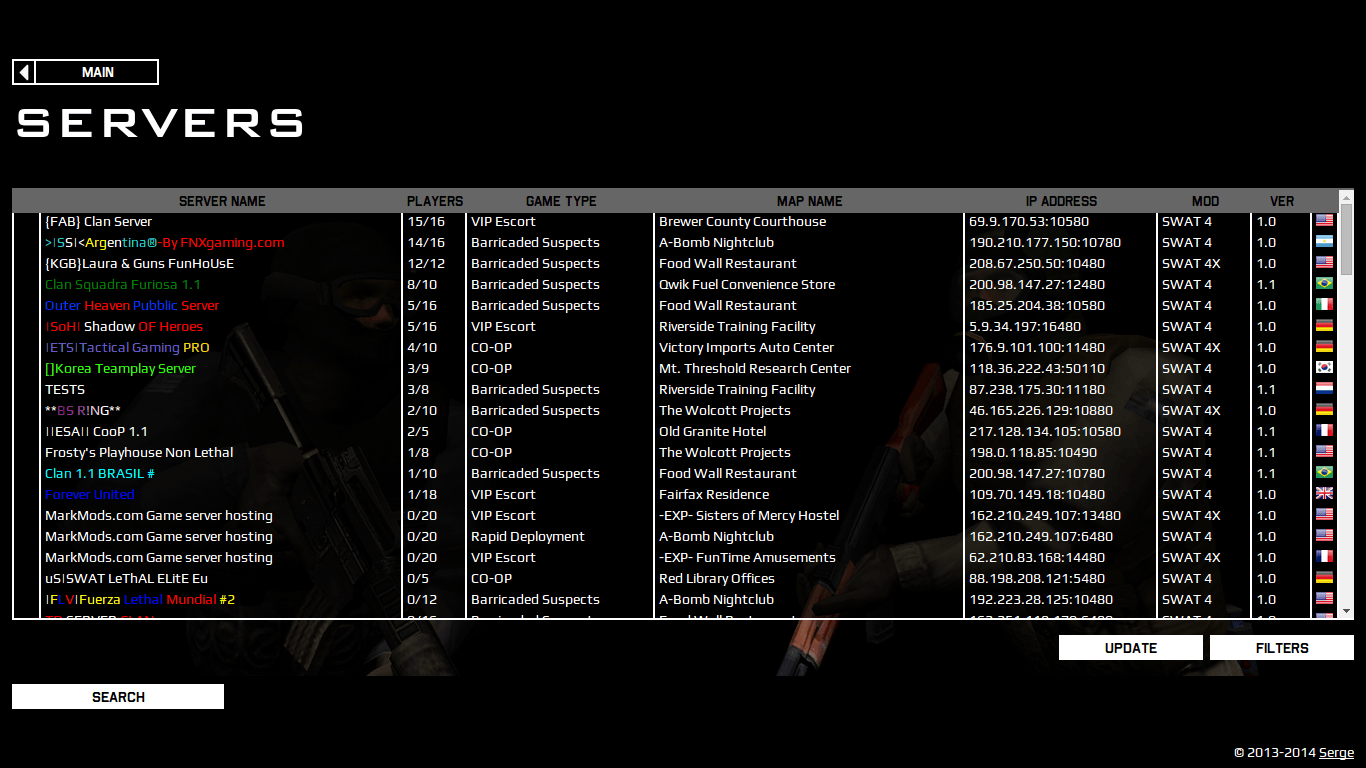 MAIN
SERVERS
SERVER NAME PLAYERS GAME TYPE MAP NAME IP ADDRESS MOD VER
{FAB} Clan Server 15/16 VIP Escort Brewer County Courthouse 69.9.170.53:10580 SWAT 4 1.0
>|SS|<Argentina®-By FNXgaming.com 14/16 Barricaded Suspects A-Bomb Nightclub 190.210.177.150:10780 SWAT 4 1.0
{KGB}Laura & Guns FunHoUsE 12/12 Barricaded Suspects Food Wall Restaurant 208.67.250.50:10480 SWAT 4X 1.0
Clan Squadra Furiosa 1.1 8/10 Barricaded Suspects Qwik Fuel Convenience Store 200.98.147.27:12480 SWAT 4 1.1
Outer Heaven Pubblic Server 5/16 Barricaded Suspects Food Wall Restaurant 185.25.204.38:10580 SWAT 4 1.0
|SoH| Shadow OF Heroes 5/16 VIP Escort Riverside Training Facility 5.9.34.197:16480 SWAT 4 1.0
|ETS|Tactical Gaming PRO 4/10 CO-OP Victory Imports Auto Center 176.9.101.100:11480 SWAT 4X 1.0
[]Korea Teamplay Server 3/9 CO-OP Mt. Threshold Research Center 118.36.222.43:50110 SWAT 4 1.0
TESTS 3/8 Barricaded Suspects Riverside Training Facility 87.238.175.30:11180 SWAT 4 1.1
**BS R!NG** 2/10 Barricaded Suspects The Wolcott Projects 46.165.226.129:10880 SWAT 4X 1.0
||ESA|| CooP 1.1 2/5 CO-OP Old Granite Hotel 217.128.134.105:10580 SWAT 4 1.1
Frosty's Playhouse Non Lethal 1/8 CO-OP The Wolcott Projects 198.0.118.85:10490 SWAT 4 1.1
Clan 1.1 BRASIL # 1/10 Barricaded Suspects Food Wall Restaurant 200.98.147.27:10780 SWAT 4 1.1
Forever United 1/18 VIP Escort Fairfax Residence 109.70.149.18:10480 SWAT 4 1.0
MarkMods.com Game server hosting 0/20 VIP Escort -EXP- Sisters of Mercy Hostel 162.210.249.107:13480 SWAT 4X 1.0
MarkMods.com Game server hosting 0/20 Rapid Deployment A-Bomb Nightclub 162.210.249.107:6480 SWAT 4 1.0
MarkMods.com Game server hosting 0/20 VIP Escort -EXP- FunTime Amusements 62.210.83.168:14480 SWAT 4X 1.0
uS|SWAT LeThAL ELitE Eu 0/5 CO-OP Red Library Offices 88.198.208.121:5480 SWAT 4 1.0
|FLV|Fuerza Lethal Mundial #2 0/12 Barricaded Suspects A-Bomb Nightclub 192.223.28.125:10480 SWAT 4 1.0
UPDATE FILTERS
SEARCH
© 2013-2014 Serge